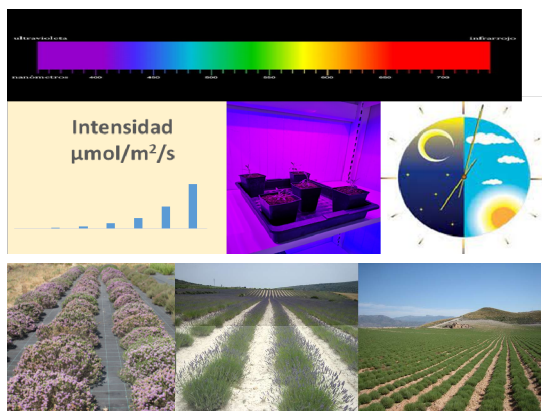 ultravioleta infrarrojo
nanómetros 400 450 500 550 600 650 700
Intensidad
μmol/m²/s